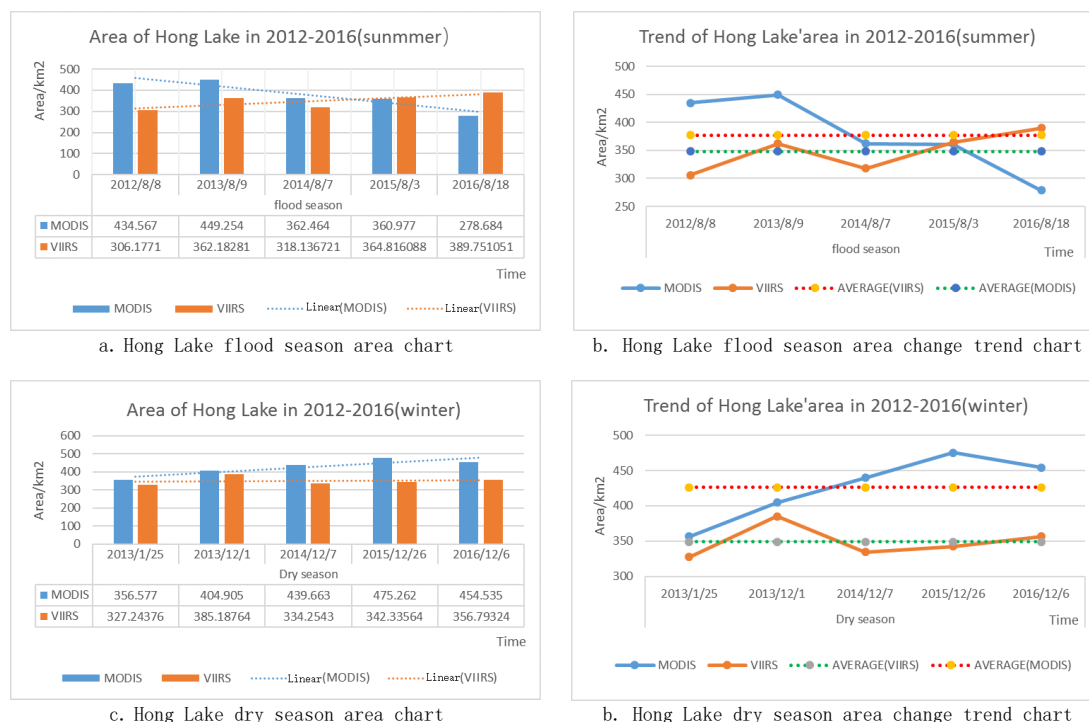 Area of Hong Lake in 2012-2016(sunmmer)
Area/km2
500
400
300
200
100
0
2012/8/8 2013/8/9 2014/8/7 2015/8/3 2016/8/18
flood season
MODIS 434.567 449.254 362.464 360.977 278.684
VIIRS 306.1771 362.18281 318.136721 364.816088 389.751051
Time
MODIS VIIRS Linear(MODIS) Linear(VIIRS)
a. Hong Lake flood season area chart
Trend of Hong Lake'area in 2012-2016(summer)
Area/km2
500
450
400
350
300
250
2012/8/8 2013/8/9 2014/8/7 2015/8/3 2016/8/18
flood season Time
MODIS VIIRS AVERAGE(VIIRS) AVERAGE(MODIS)
b. Hong Lake flood season area change trend chart
Area of Hong Lake in 2012-2016(winter)
Area/km2
600
500
400
300
200
100
0
2013/1/25 2013/12/1 2014/12/7 2015/12/26 2016/12/6
Dry season
MODIS 356.577 404.905 439.663 475.262 454.535
VIIRS 327.24376 385.18764 334.2543 342.33564 356.79324
Time
MODIS VIIRS Linear(MODIS) Linear(VIIRS)
c. Hong Lake dry season area chart
Trend of Hong Lake'area in 2012-2016(winter)
Area/km2
500
450
400
350
300
2013/1/25 2013/12/1 2014/12/7 2015/12/26 2016/12/6
Dry season Time
MODIS VIIRS AVERAGE(VIIRS) AVERAGE(MODIS)
b. Hong Lake dry season area change trend chart